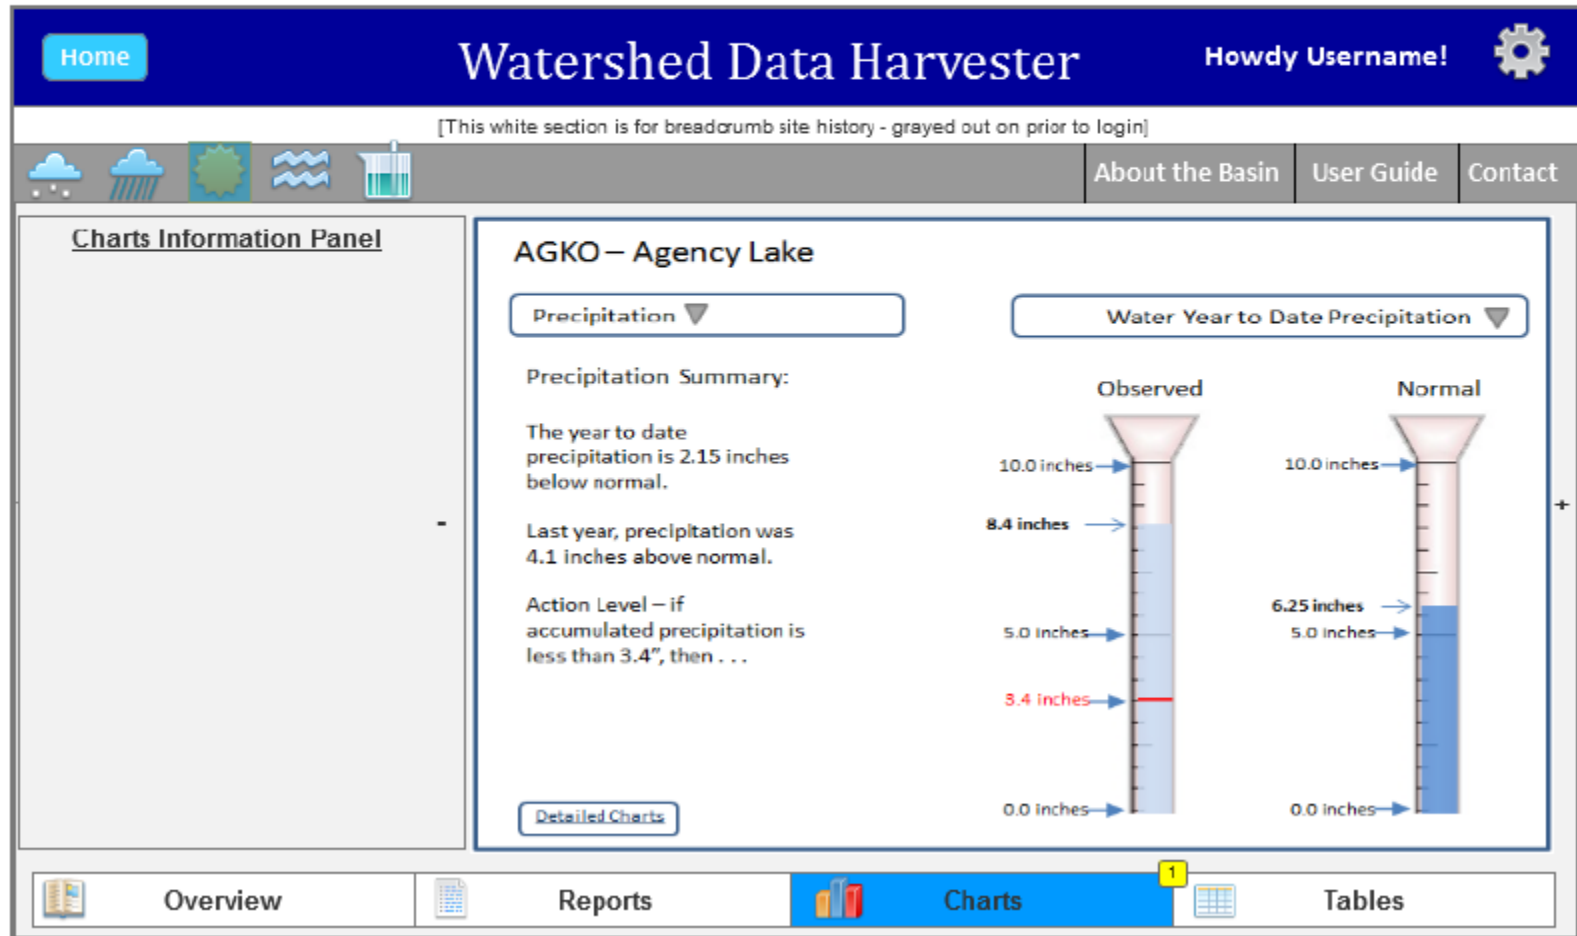 Home
Watershed Data Harvester
Howdy Username!
[This white section is for breadcrumb site history - grayed out on prior to login]
About the Basin
User Guide
Contact
Charts Information Panel
-
AGKO – Agency Lake
Precipitation
Water Year to Date Precipitation
Precipitation Summary:
The year to date
precipitation is 2.15 inches
below normal.
Last year, precipitation was
4.1 inches above normal.
Action Level – if
accumulated precipitation is
less than 3.4”, then . . .
Detailed Charts
Observed
10.0 inches
8.4 inches
5.0 inches
3.4 inches
0.0 inches
Normal
10.0 inches
6.25 inches
5.0 inches
0.0 inches
+
Overview
Reports
Charts
1
Tables